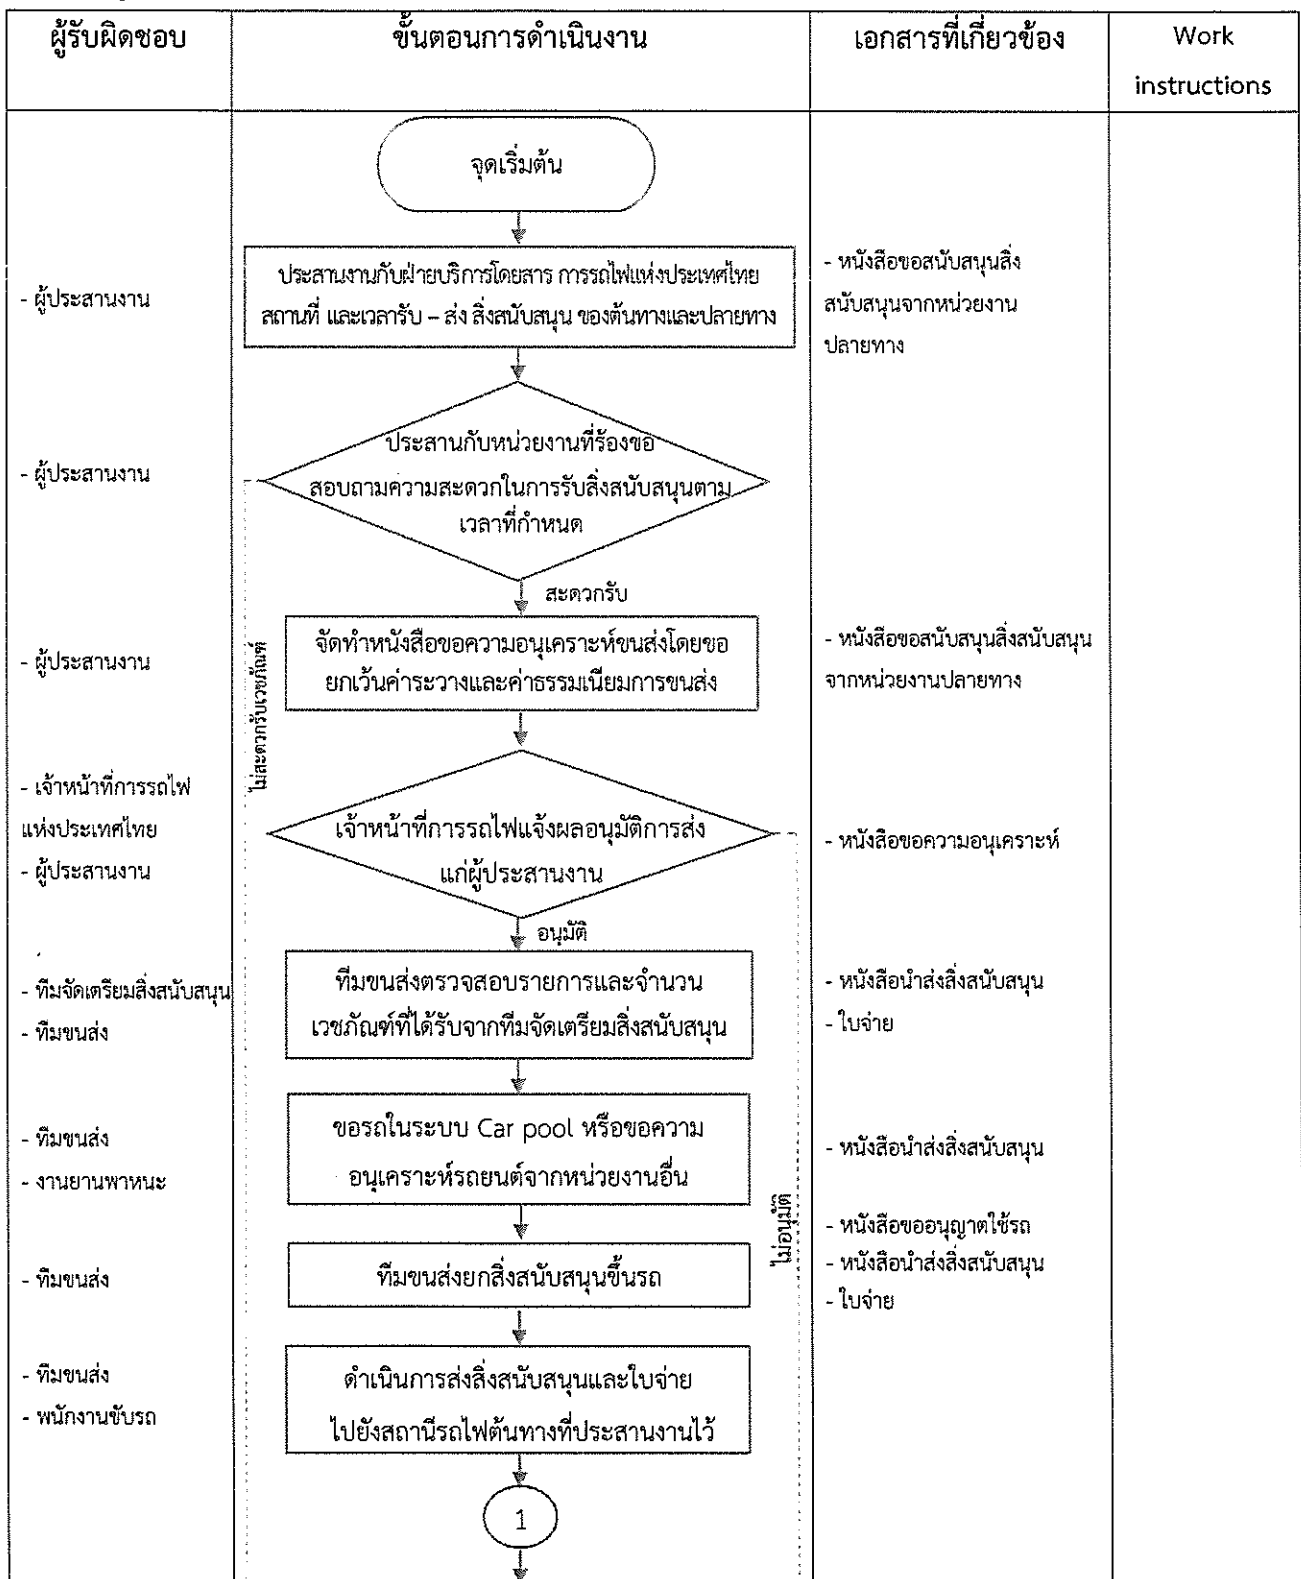 ผู้รับผิดชอบ
ขั้นตอนการดำเนินงาน
เอกสารที่เกี่ยวข้อง
Work
instructions
จุดเริ่มต้น
- ผู้ประสานงาน
ประสานงานกับฝ่ายบริการโดยสาร การรถไฟแห่งประเทศไทย
สถานที่ และเวลารับ – ส่ง สิ่งสนับสนุน ของต้นทางและปลายทาง
- หนังสือขอสนับสนุนสิ่ง
สนับสนุนจากหน่วยงาน
ปลายทาง
- ผู้ประสานงาน
ประสานกับหน่วยงานที่ร้องขอ
สอบถามความสะดวกในการรับสิ่งสนับสนุนตาม
เวลาที่กำหนด
สะดวกรับ
ไม่สะดวกรับเวชภัณฑ์
- ผู้ประสานงาน
จัดทำหนังสือขอความอนุเคราะห์ขนส่งโดยขอ
ยกเว้นค่าระวางและค่าธรรมเนียมการขนส่ง
- หนังสือขอสนับสนุนสิ่งสนับสนุน
จากหน่วยงานปลายทาง
- เจ้าหน้าที่การรถไฟ
แห่งประเทศไทย
- ผู้ประสานงาน
เจ้าหน้าที่การรถไฟแจ้งผลอนุมัติการส่ง
แก่ผู้ประสานงาน
- หนังสือขอความอนุเคราะห์
อนุมัติ
ไม่อนุมัติ
- ทีมจัดเตรียมสิ่งสนับสนุน
- ทีมขนส่ง
ทีมขนส่งตรวจสอบรายการและจำนวน
เวชภัณฑ์ที่ได้รับจากทีมจัดเตรียมสิ่งสนับสนุน
- หนังสือนำส่งสิ่งสนับสนุน
- ใบจ่าย
- ทีมขนส่ง
- งานยานพาหนะ
ขอรถในระบบ Car pool หรือขอความ
อนุเคราะห์รถยนต์จากหน่วยงานอื่น
- หนังสือนำส่งสิ่งสนับสนุน
- ทีมขนส่ง
ทีมขนส่งยกสิ่งสนับสนุนขึ้นรถ
- หนังสือขออนุญาตใช้รถ
- หนังสือนำส่งสิ่งสนับสนุน
- ใบจ่าย
- ทีมขนส่ง
- พนักงานขับรถ
ดำเนินการส่งสิ่งสนับสนุนและใบจ่าย
ไปยังสถานีรถไฟต้นทางที่ประสานงานไว้
1